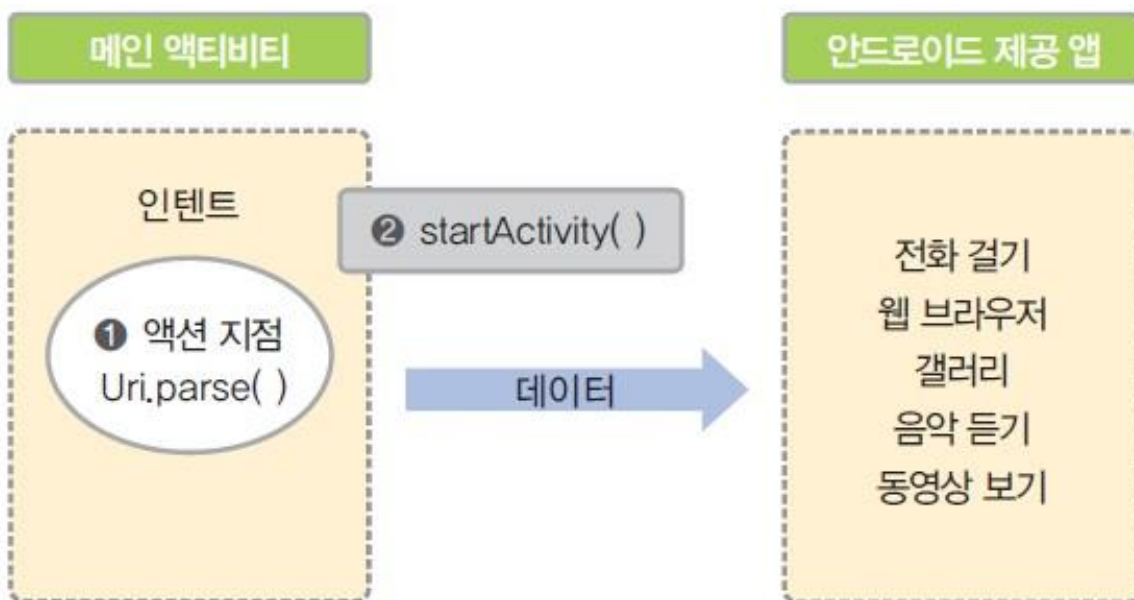 메인 액티비티
안드로이드 제공 앱
인텐트
❶ 액션 지점
Uri.parse( )
❷ startActivity( )
데이터
전화 걸기
웹 브라우저
갤러리
음악 듣기
동영상 보기